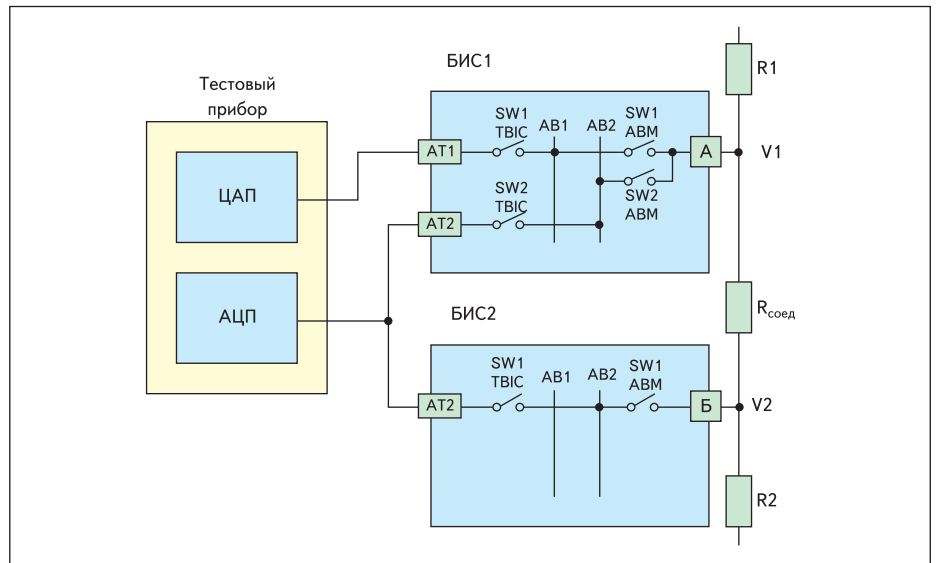 Тестовый
прибор
ЦАП
АЦП
БИС1
AT1
SW1
TBIC
AB1
AB2
SW1
ABM
A
V1
R1
SW2
ABM
AT2
SW2
TBIC
Rсоед
БИС2
AT2
SW1
TBIC
AB1
AB2
SW1
ABM
Б
V2
R2